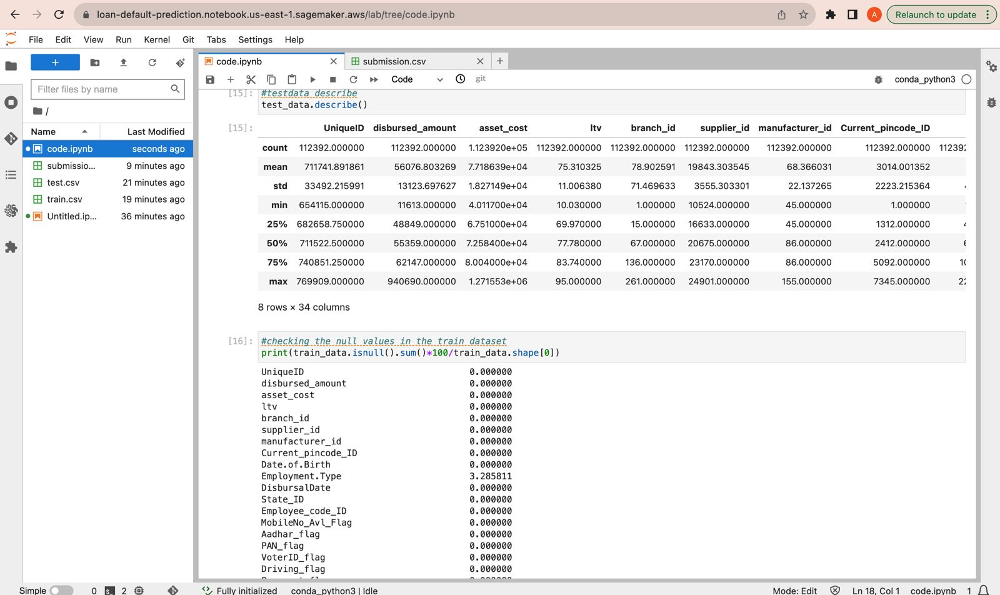 loan-default-prediction.notebook.us-east-1.sagemaker.aws/lab/tree/code.ipynb
A
Relaunch to update
File Edit View Run Kernel Git Tabs Settings Help
+
code.ipynb
submission.csv
Filter files by name
Code
git
conda_python3
/
Name Last Modified
code.ipynb seconds ago
submissio... 9 minutes ago
test.csv 21 minutes ago
train.csv 19 minutes ago
Untitled.ip... 36 minutes ago
[15]: #testdata describe
test_data.describe()
[15]: UniqueID disbursed_amount asset_cost ltv branch_id supplier_id manufacturer_id Current_pincode_ID
count 112392.000000 112392.000000 1.123920e+05 112392.000000 112392.000000 112392.000000 112392.000000 112392.000000 112392
mean 711741.891861 56076.803269 7.718639e+04 75.310325 78.902591 19843.303545 68.366031 3014.001352
std 33492.215991 13123.697627 1.827149e+04 11.006380 71.469633 3555.303301 22.137265 2223.215364
min 654115.000000 11613.000000 4.011700e+04 10.030000 1.000000 10524.000000 45.000000 1.000000
25% 682658.750000 48849.000000 6.751000e+04 69.970000 15.000000 16633.000000 45.000000 1312.000000
50% 711522.500000 55359.000000 7.258400e+04 77.780000 67.000000 20675.000000 86.000000 2412.000000
75% 740851.250000 62147.000000 8.004000e+04 83.740000 136.000000 23170.000000 86.000000 5092.000000
max 769909.000000 940690.000000 1.271553e+06 95.000000 261.000000 24901.000000 155.000000 7345.000000
8 rows × 34 columns
[16]: #checking the null values in the train dataset
print(train_data.isnull().sum()*100/train_data.shape[0])
UniqueID 0.000000
disbursed_amount 0.000000
asset_cost 0.000000
ltv 0.000000
branch_id 0.000000
supplier_id 0.000000
manufacturer_id 0.000000
Current_pincode_ID 0.000000
Date.of.Birth 0.000000
Employment.Type 3.285811
DisbursalDate 0.000000
State_ID 0.000000
Employee_code_ID 0.000000
MobileNo_Avl_Flag 0.000000
Aadhar_flag 0.000000
PAN_flag 0.000000
VoterID_flag 0.000000
Driving_flag 0.000000
Simple 0 2 Fully initialized conda_python3 | Idle Mode: Edit Ln 18, Col 1 code.ipynb 1